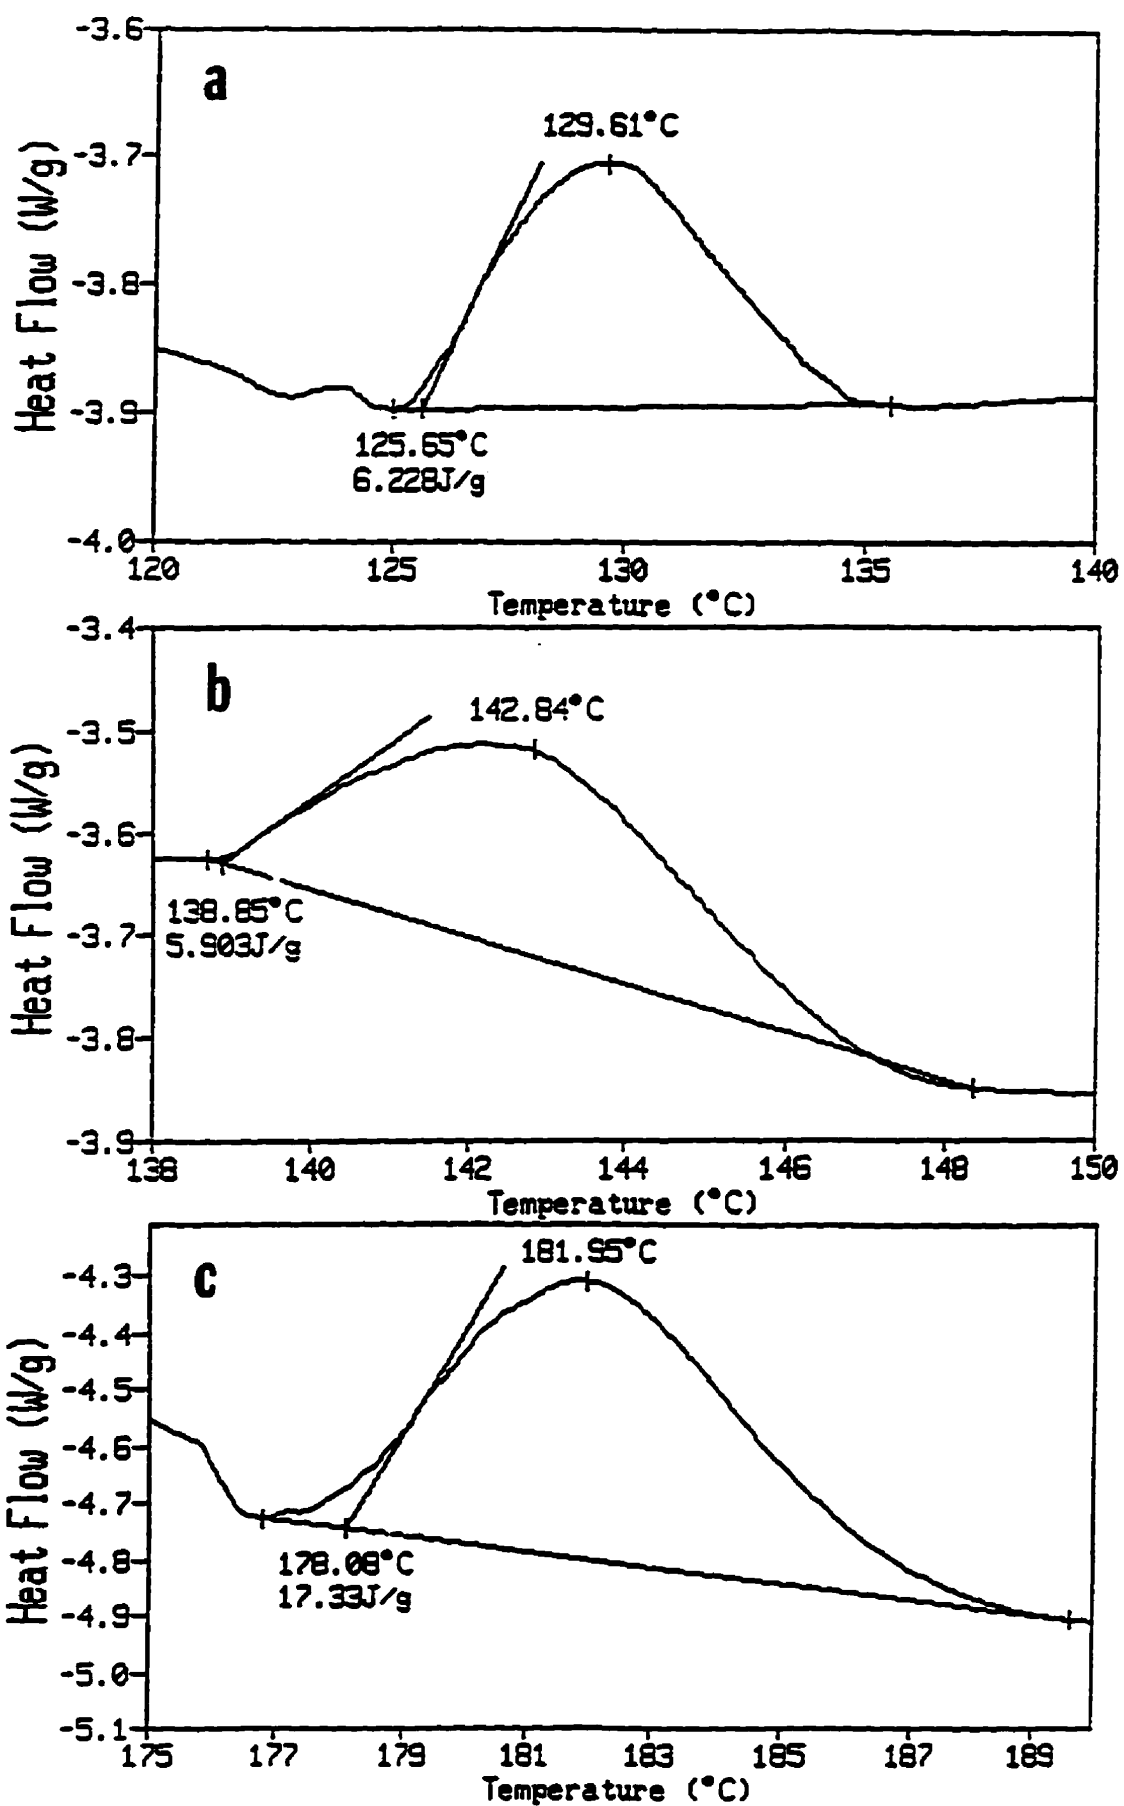 -3.6
a
129.61°C
-3.7
Heat Flow (W/g)
-3.8
-3.9
125.65°C
6.228J/g
-4.0
120 125 130 135 140
Temperature (°C)
-3.4
b
142.84°C
-3.5
Heat Flow (W/g)
-3.6
138.85°C
-3.7
5.903J/g
-3.8
-3.9
138 140 142 144 146 148 150
Temperature (°C)
181.95°C
c
-4.3
-4.4
Heat Flow (W/g)
-4.5
-4.6
-4.7
178.08°C
-4.8
17.33J/g
-4.9
-5.0
-5.1
175 177 179 181 183 185 187 189
Temperature (°C)